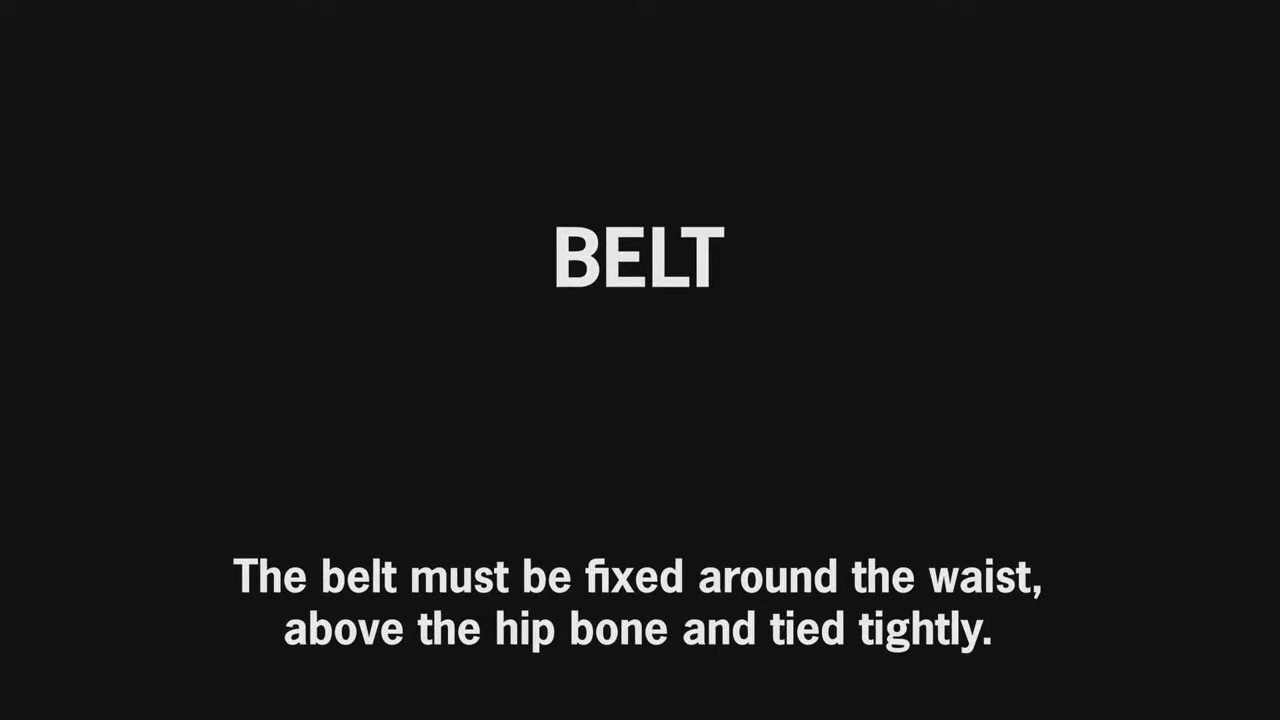 BELT
The belt must be fixed around the waist,
above the hip bone and tied tightly.